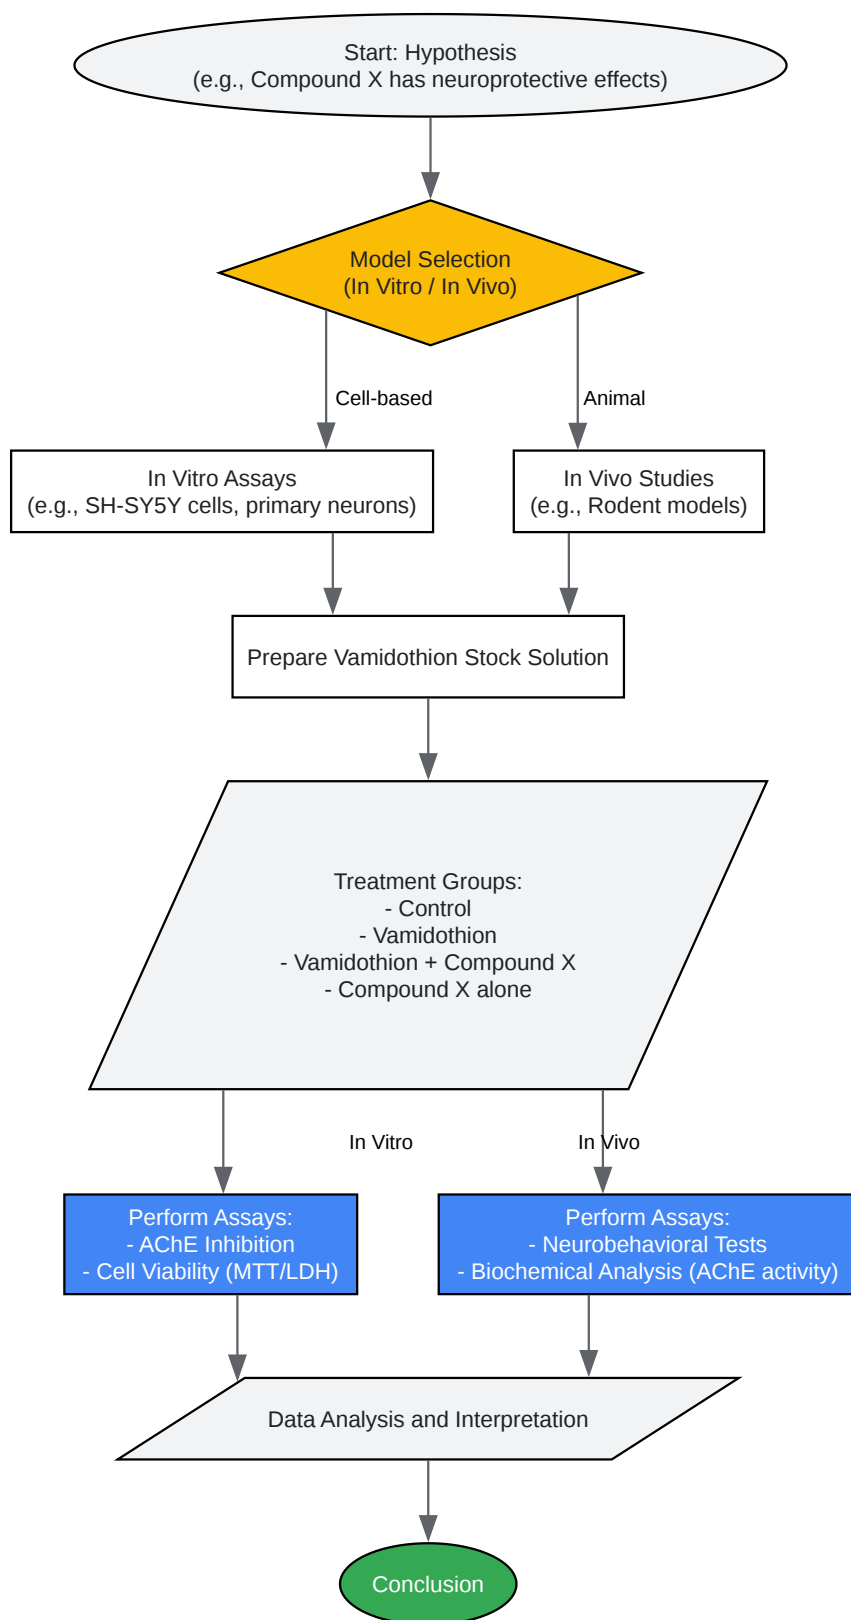 Start: Hypothesis
(e.g., Compound X has neuroprotective effects)
Model Selection
(In Vitro / In Vivo)
Cell-based
Animal
In Vitro Assays
(e.g., SH-SY5Y cells, primary neurons)
In Vivo Studies
(e.g., Rodent models)
Prepare Vamidothion Stock Solution
Treatment Groups:
- Control
- Vamidothion
- Vamidothion + Compound X
- Compound X alone
In Vitro
In Vivo
Perform Assays:
- AChE Inhibition
- Cell Viability (MTT/LDH)
Perform Assays:
- Neurobehavioral Tests
- Biochemical Analysis (AChE activity)
Data Analysis and Interpretation
Conclusion